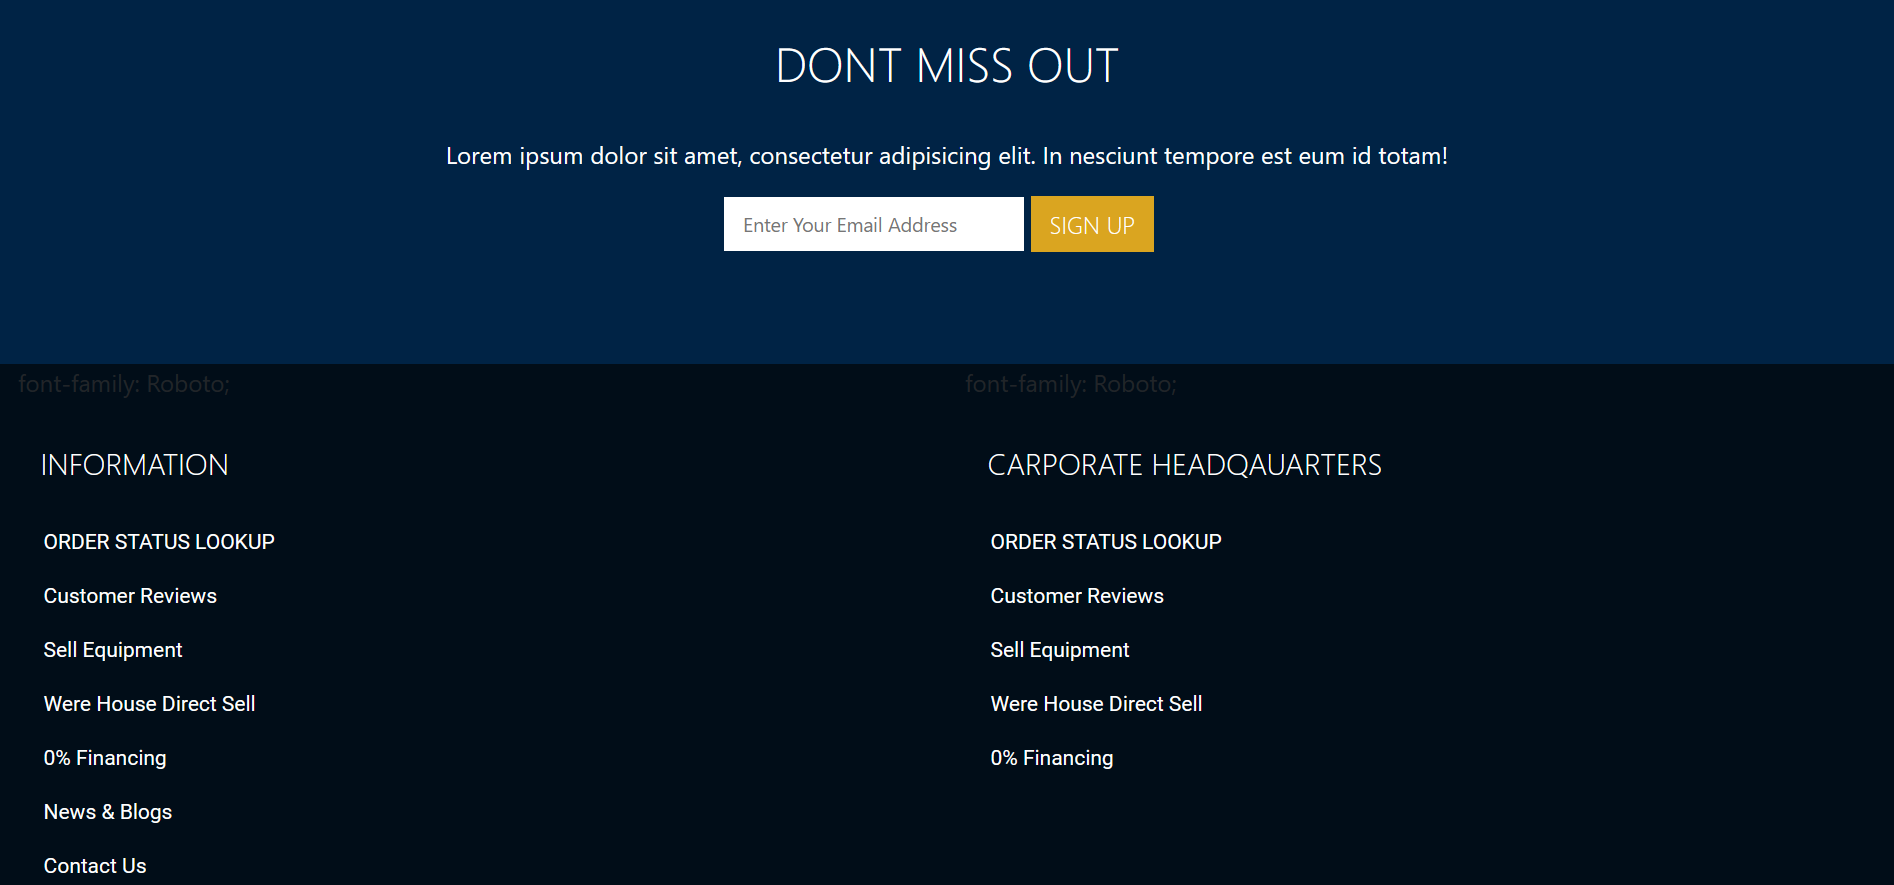 DONT MISS OUT
Lorem ipsum dolor sit amet, consectetur adipisicing elit. In nesciunt tempore est eum id totam!
Enter Your Email Address
SIGN UP
font-family: Roboto;
INFORMATION
ORDER STATUS LOOKUP
Customer Reviews
Sell Equipment
Were House Direct Sell
0% Financing
News & Blogs
Contact Us
font-family: Roboto;
CARPORATE HEADQAUARTERS
ORDER STATUS LOOKUP
Customer Reviews
Sell Equipment
Were House Direct Sell
0% Financing